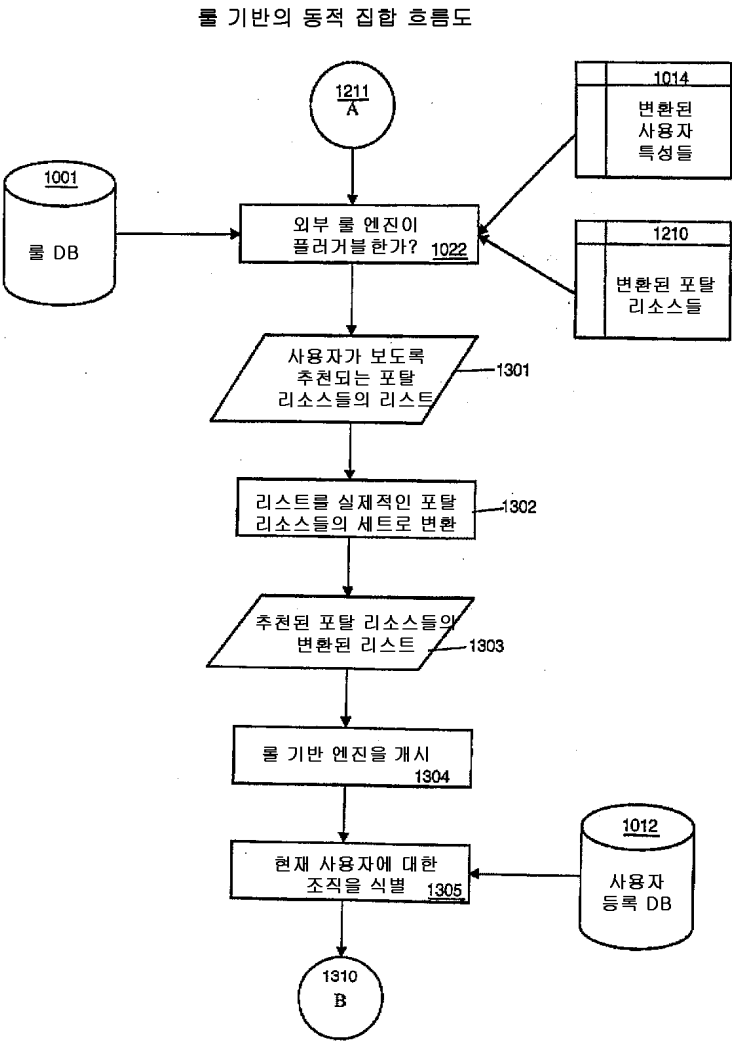 룰 기반의 동적 집합 흐름도
1211
A
1014
변환된
사용자
특성들
1001
룰 DB
외부 룰 엔진이
플러거블한가?
1022
1210
변환된 포탈
리소스들
사용자가 보도록
추천되는 포탈
리소스들의 리스트
1301
리스트를 실제적인 포탈
리소스들의 세트로 변환
1302
추천된 포탈 리소스들의
변환된 리스트
1303
룰 기반 엔진을 개시
1304
현재 사용자에 대한
조직을 식별
1305
1012
사용자
등록 DB
1310
B